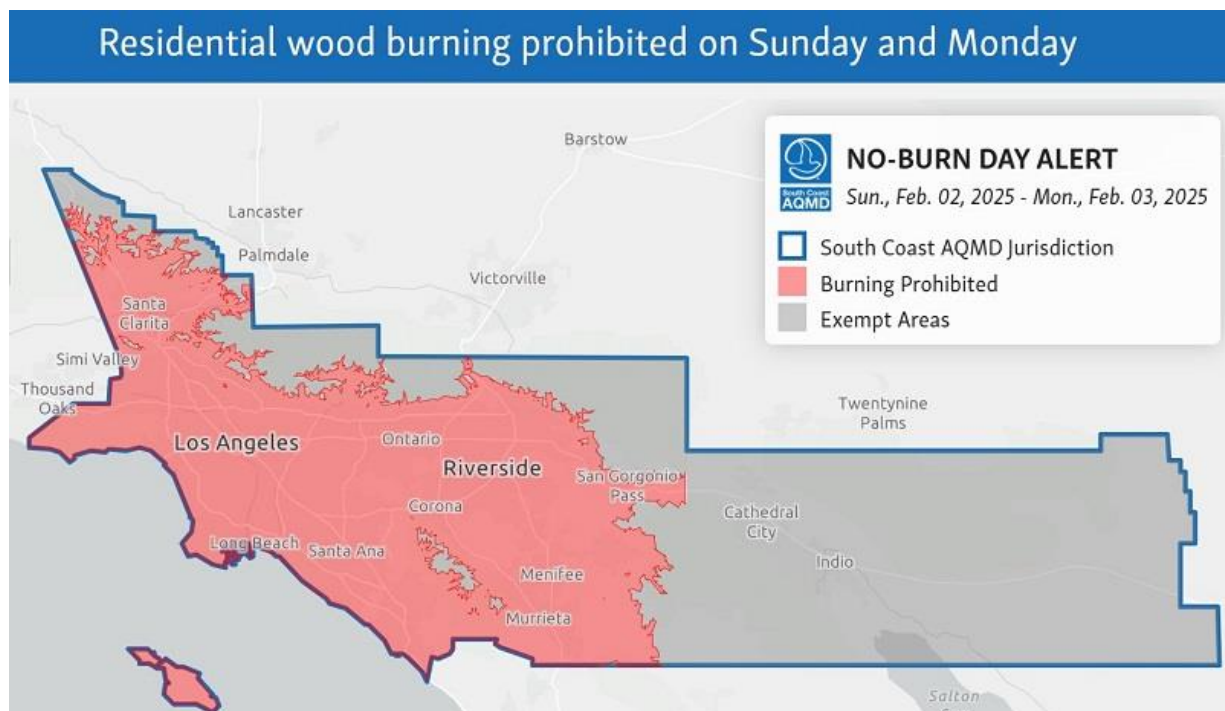 Residential wood burning prohibited on Sunday and Monday
South Coast
AQMD
NO-BURN DAY ALERT
Sun., Feb. 02, 2025 - Mon., Feb. 03, 2025
South Coast AQMD Jurisdiction
Burning Prohibited
Exempt Areas
Barstow
Lancaster
Palmdale
Victorville
Santa
Clarita
Simi Valley
Thousand
Oaks
Twentynine
Palms
Los Angeles
Ontario
Riverside
San Gorgonio
Pass
Corona
Cathedral
City
Long Beach
Santa Ana
Indio
Menifee
Murrieta
Salton